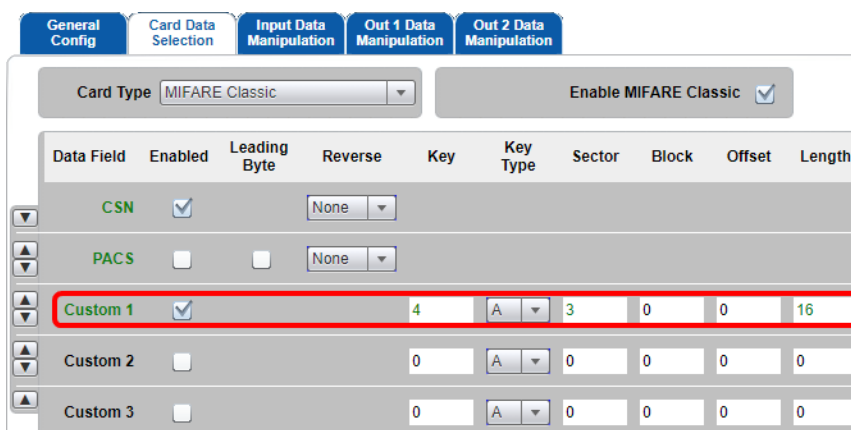 General Config
Card Data Selection
Input Data Manipulation
Out 1 Data Manipulation
Out 2 Data Manipulation
Card Type MIFARE Classic
Enable MIFARE Classic
Data Field Enabled Leading Byte Reverse Key Key Type Sector Block Offset Length
CSN None
PACS None
Custom 1 4 A 3 0 0 16
Custom 2 0 A 0 0 0 0
Custom 3 0 A 0 0 0 0